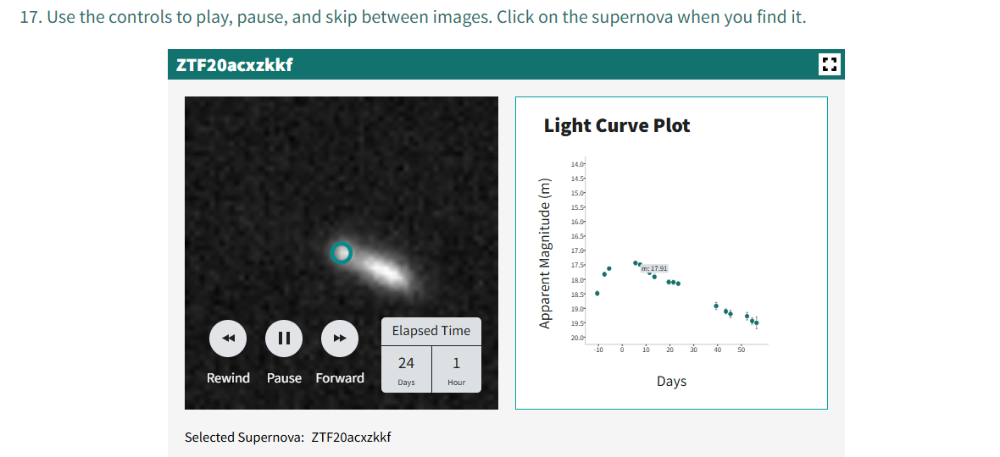 17. Use the controls to play, pause, and skip between images. Click on the supernova when you find it.
ZTF20acxzkkf
Rewind
Pause
Forward
Elapsed Time
24
1
Days
Hour
Light Curve Plot
Apparent Magnitude (m)
14.0
14.5
15.0
15.5
16.0
16.5
17.0
17.5
18.0
18.5
19.0
19.5
20.0
m: 17.91
-10 0 10 20 30 40 50
Days
Selected Supernova: ZTF20acxzkkf